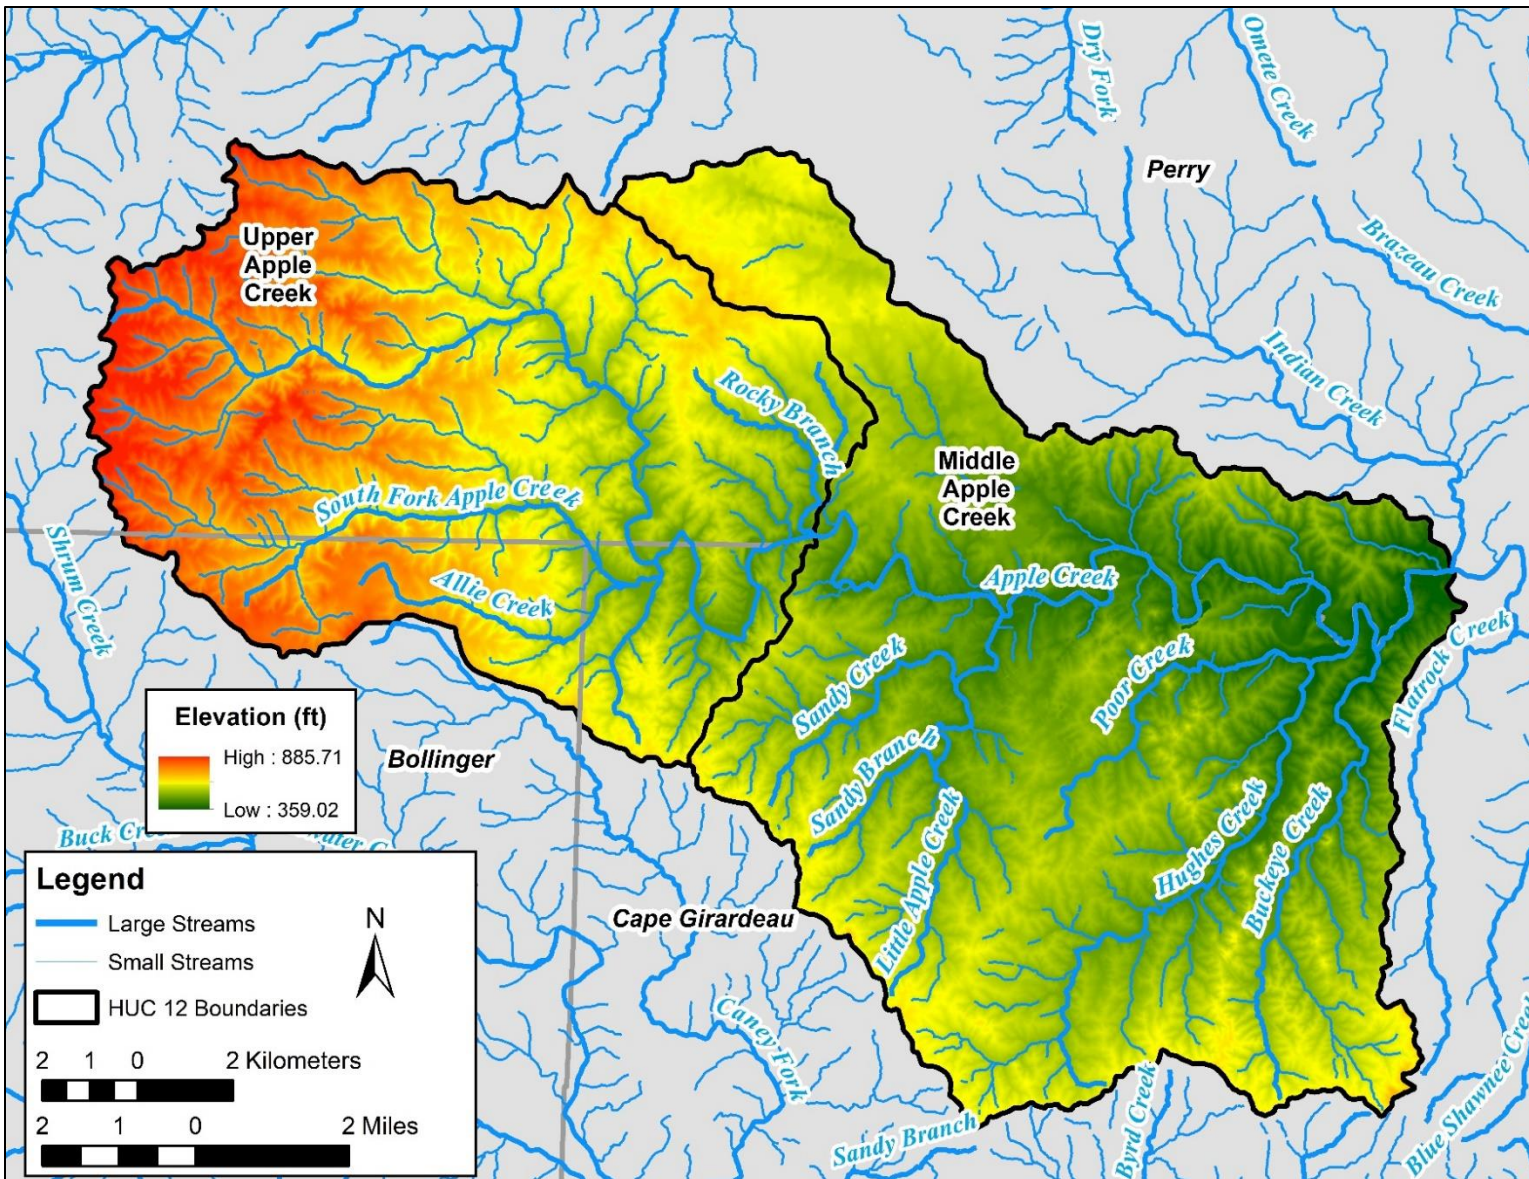 Dry Fork
Omete Creek
Perry
Brazeau Creek
Upper
Apple
Creek
Indian Creek
Rocky Branch
Middle
Apple
Creek
South Fork Apple Creek
Shrum Creek
Allie Creek
Apple Creek
Flatrock Creek
Sandy Creek
Poor Creek
Elevation (ft)
High : 885.71
Low : 359.02
Bollinger
Sandy Branch
Little Apple Creek
Hughes Creek
Buckeye Creek
Buck Cree
water C
Legend
Large Streams
Small Streams
HUC 12 Boundaries
N
2 1 0 2 Kilometers
2 1 0 2 Miles
Cape Girardeau
Caney Fork
Sandy Branch
Byrd Creek
Blue Shawnee Creek